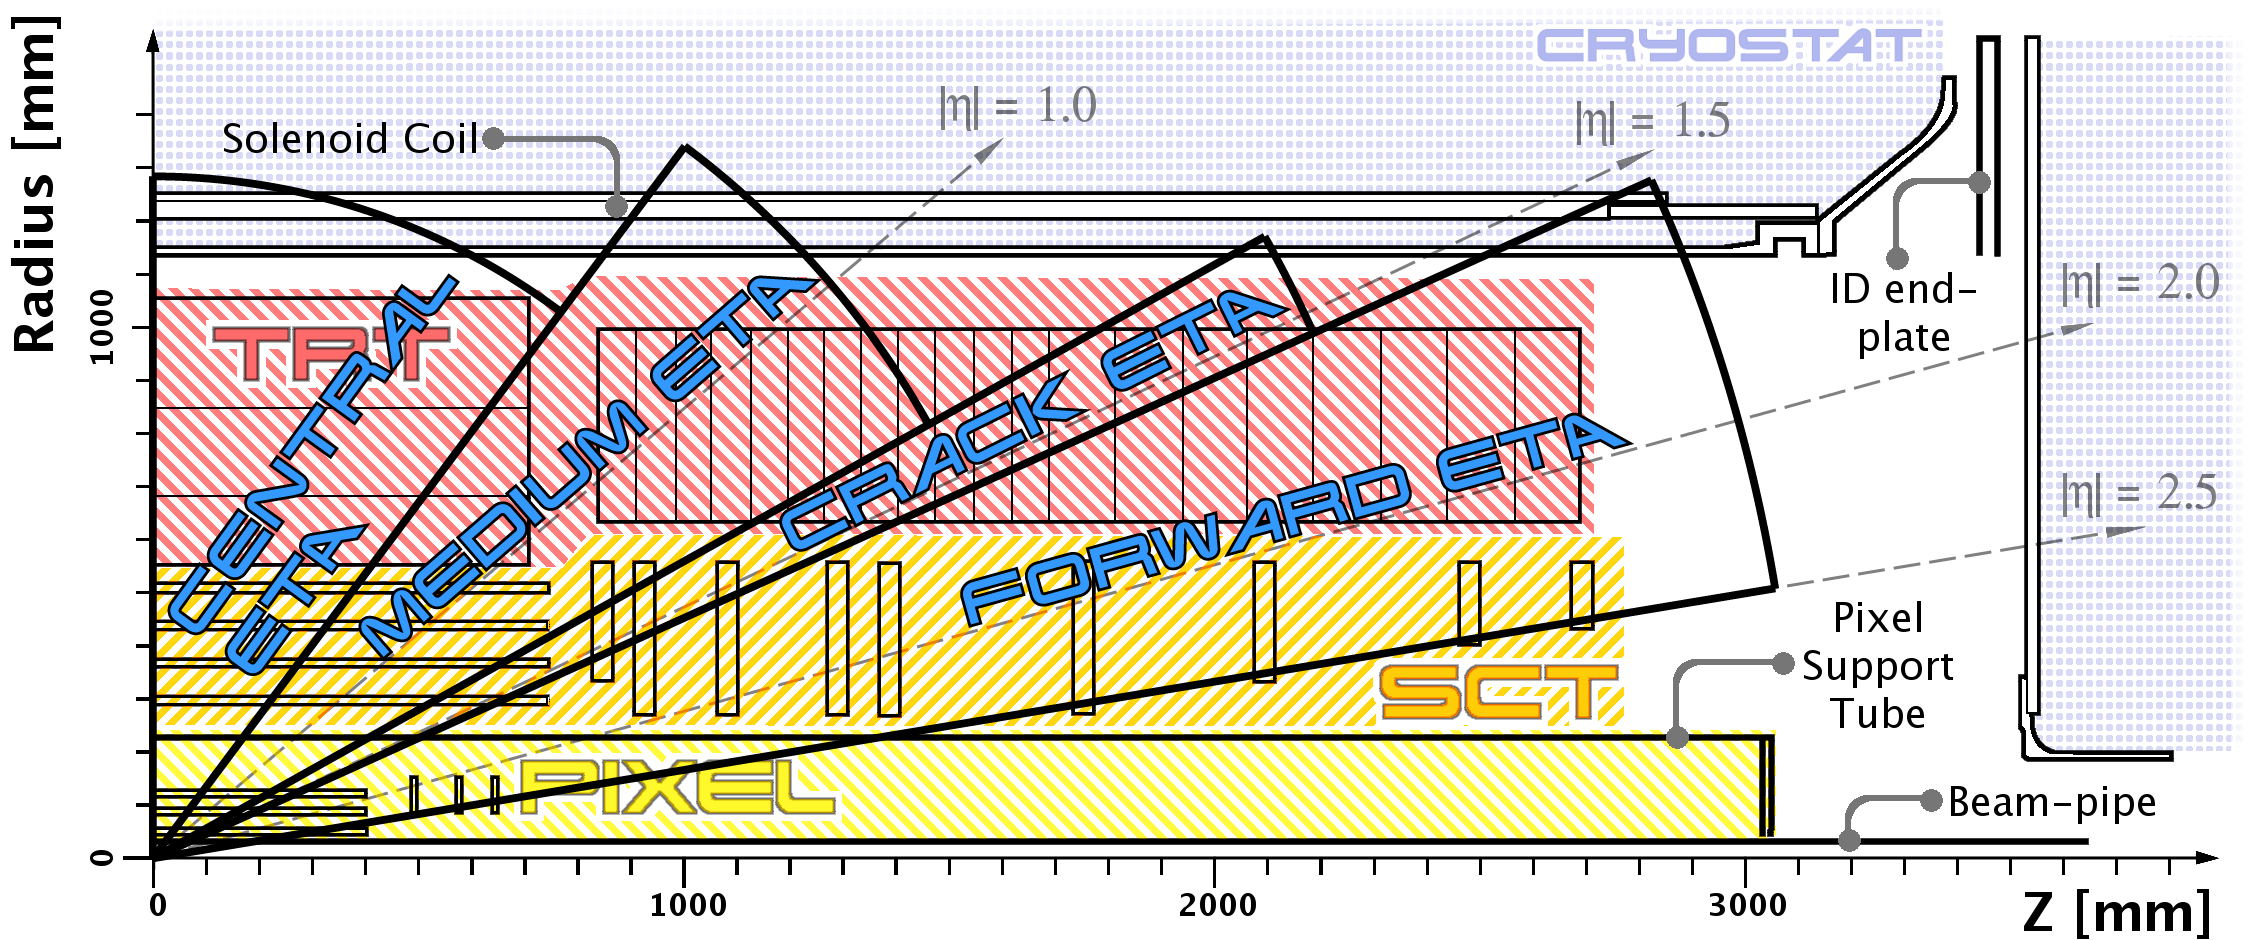 CRYOSTAT
Radius [mm]
|η| = 1.0
|η| = 1.5
Solenoid Coil
|η| = 2.0
ID end-
plate
1000
TRT
CENTRAL
ETA
MEDIUM ETA
CRACK ETA
FORWARD ETA
|η| = 2.5
Pixel
Support
Tube
SCT
PIXEL
Beam-pipe
0
0
1000
2000
3000
Z [mm]